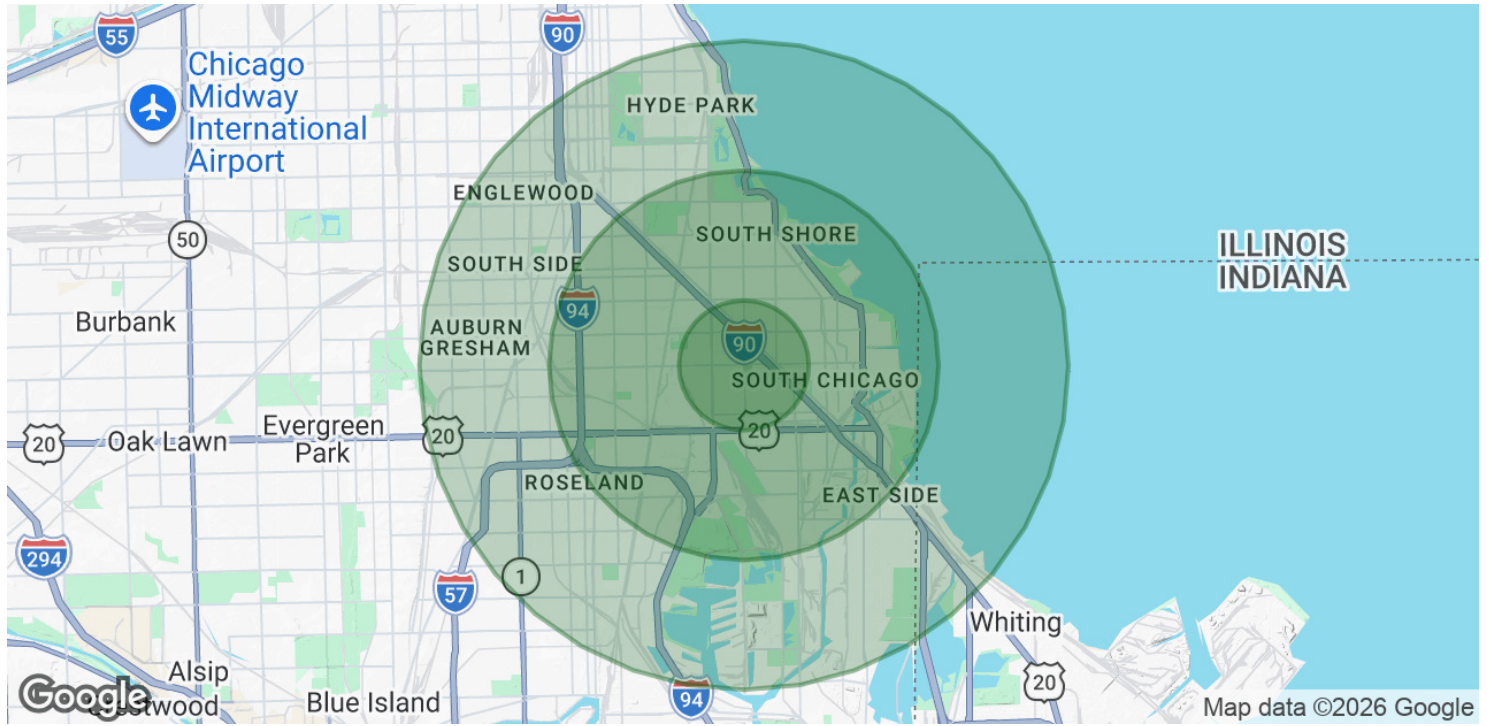 55
90
Chicago
Midway
International
Airport
HYDE PARK
ENGLEWOOD
50
SOUTH SHORE
ILLINOIS
INDIANA
SOUTH SIDE
94
Burbank
AUBURN
GRESHAM
90
SOUTH CHICAGO
20
Oak Lawn
Evergreen
Park
20
20
ROSELAND
EAST SIDE
294
57
1
Whiting
Alsip
Google
Crestwood
Blue Island
94
20
Map data ©2026 Google